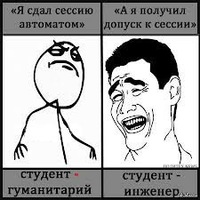 «Я сдал сессию
автоматом»
«А я получил
допуск к сессии»
студент -
гуманитарий
студент -
инженер